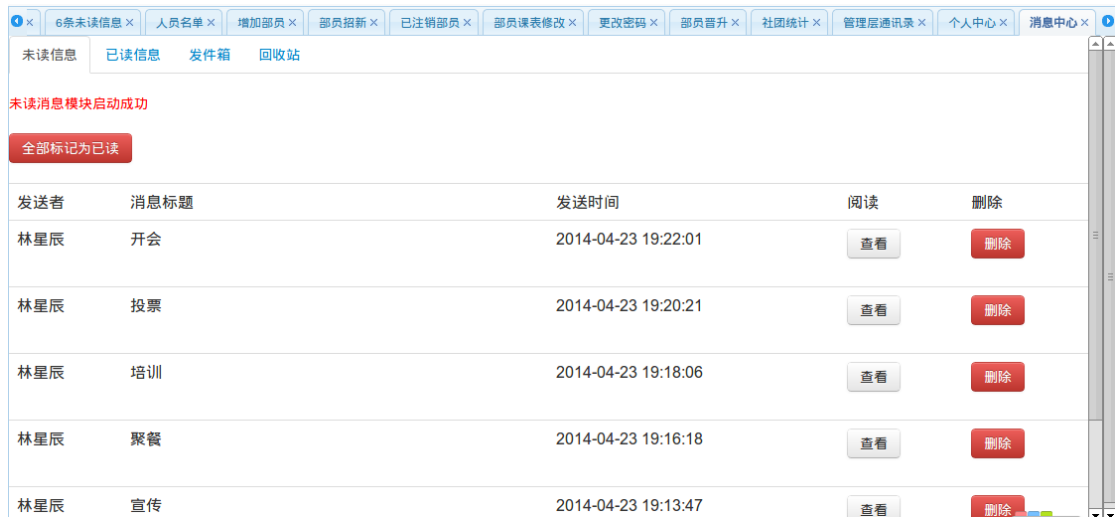 6条未读信息 人员名单 增加部员 部员招新 已注销部员 部员课表修改 更改密码 部员晋升 社团统计 管理层通讯录 个人中心 消息中心
未读信息 已读信息 发件箱 回收站
未读消息模块启动成功
全部标记为已读
发送者 消息标题 发送时间 阅读 删除
林星辰 开会 2014-04-23 19:22:01 查看 删除
林星辰 投票 2014-04-23 19:20:21 查看 删除
林星辰 培训 2014-04-23 19:18:06 查看 删除
林星辰 聚餐 2014-04-23 19:16:18 查看 删除
林星辰 宣传 2014-04-23 19:13:47 查看 删除